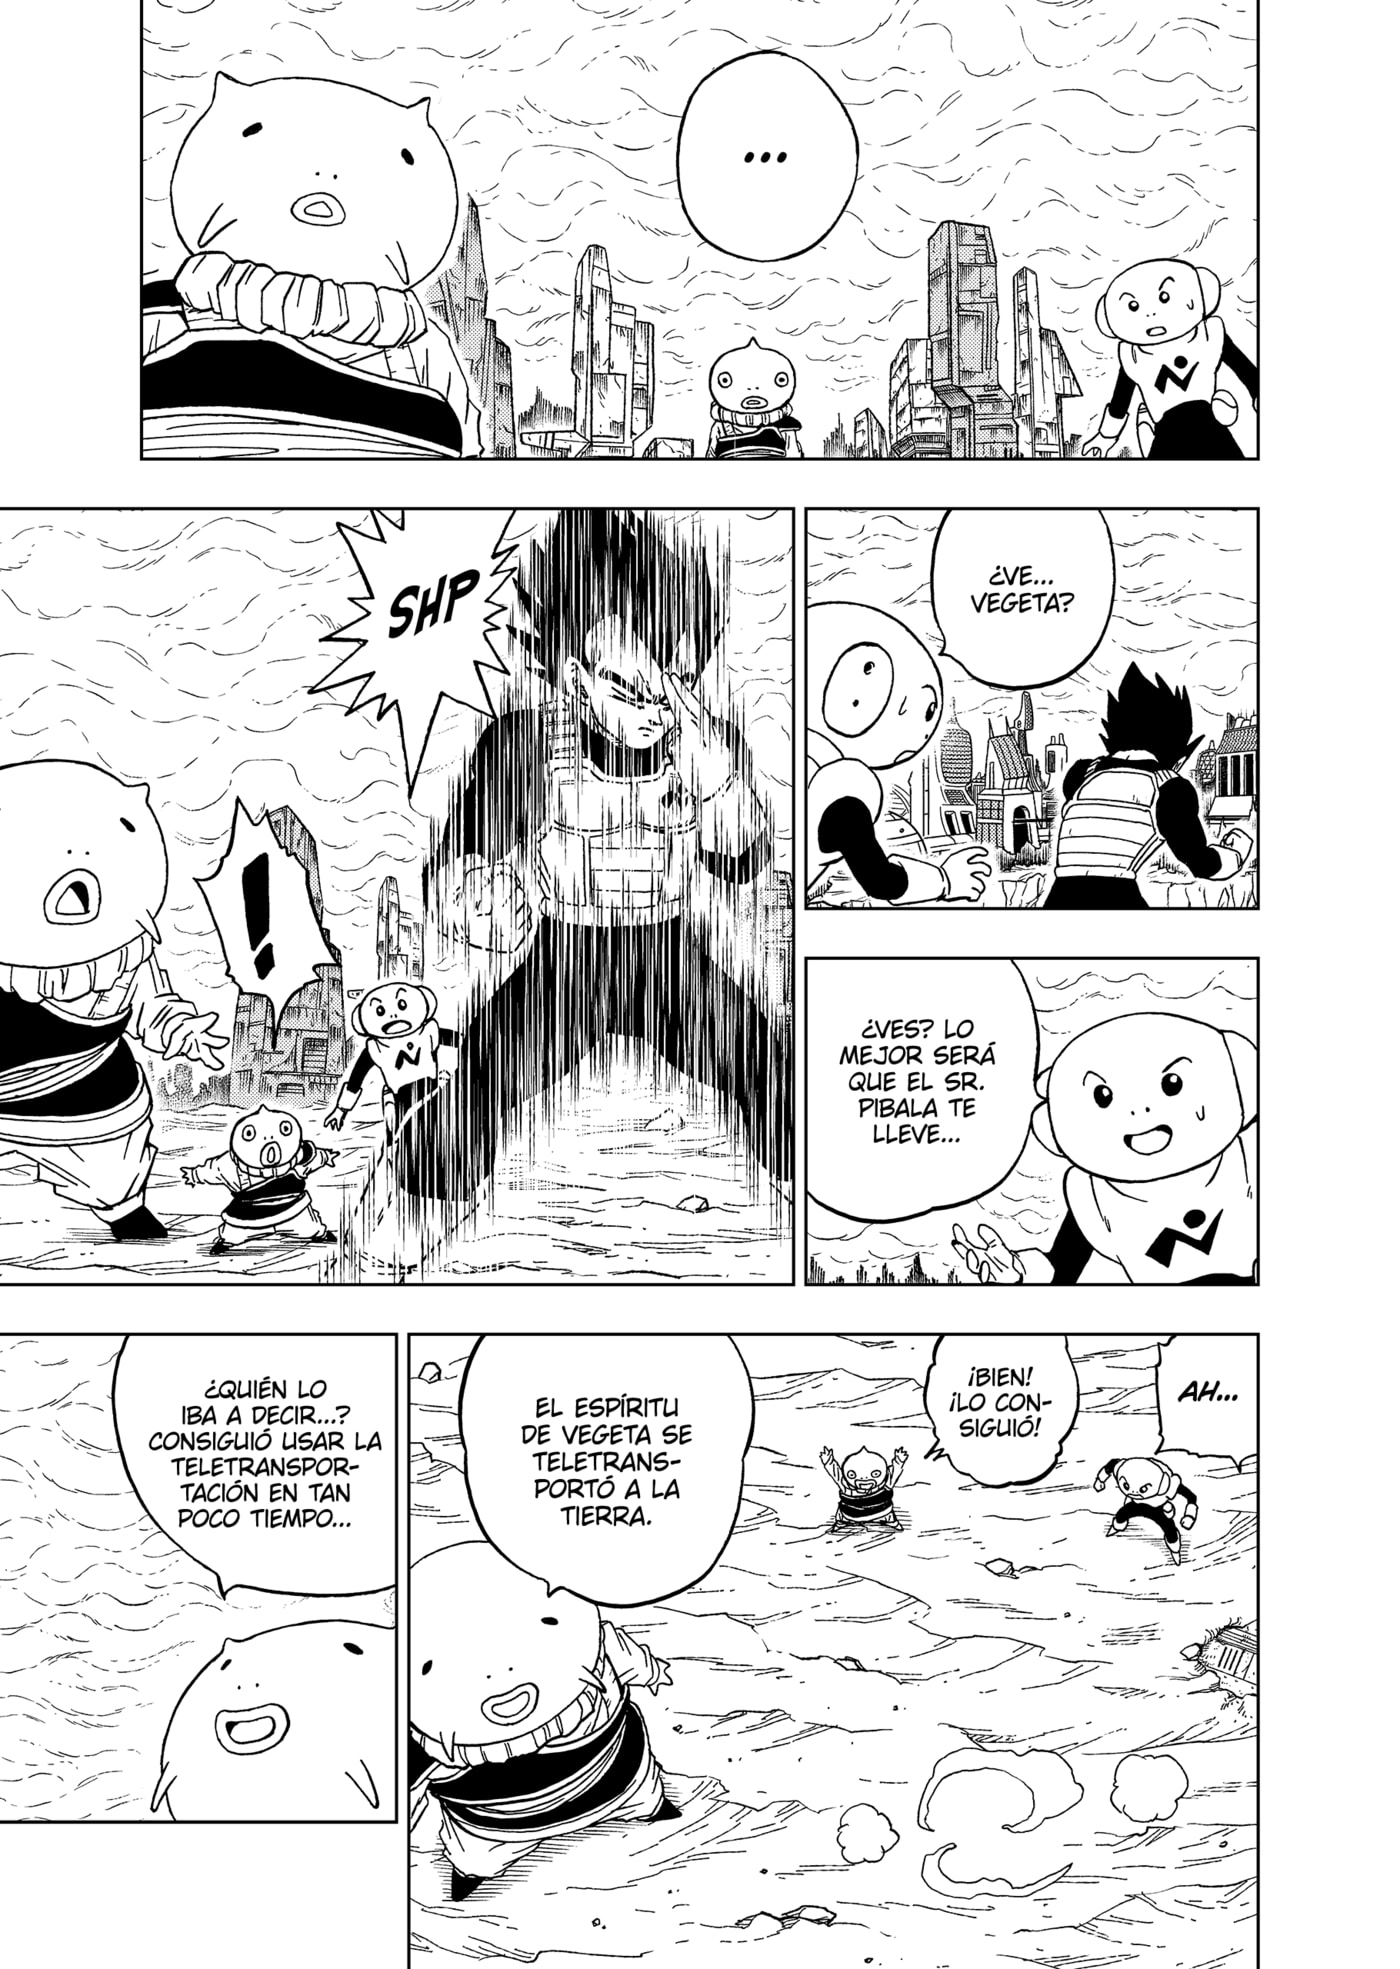 ...
¿VE...
VEGETA?
¿VES? LO
MEJOR SERÁ
QUE EL SR.
PIBALA TE
LLEVE...
SHP
!
AH...
¡BIEN!
¡LO CON-
SIGUIÓ!
EL ESPÍRITU
DE VEGETA SE
TELETRANS-
PORTÓ A LA
TIERRA.
¿QUIÉN LO
IBA A DECIR...?
CONSIGUIÓ USAR LA
TELETRANSPOR-
TACIÓN EN TAN
POCO TIEMPO...